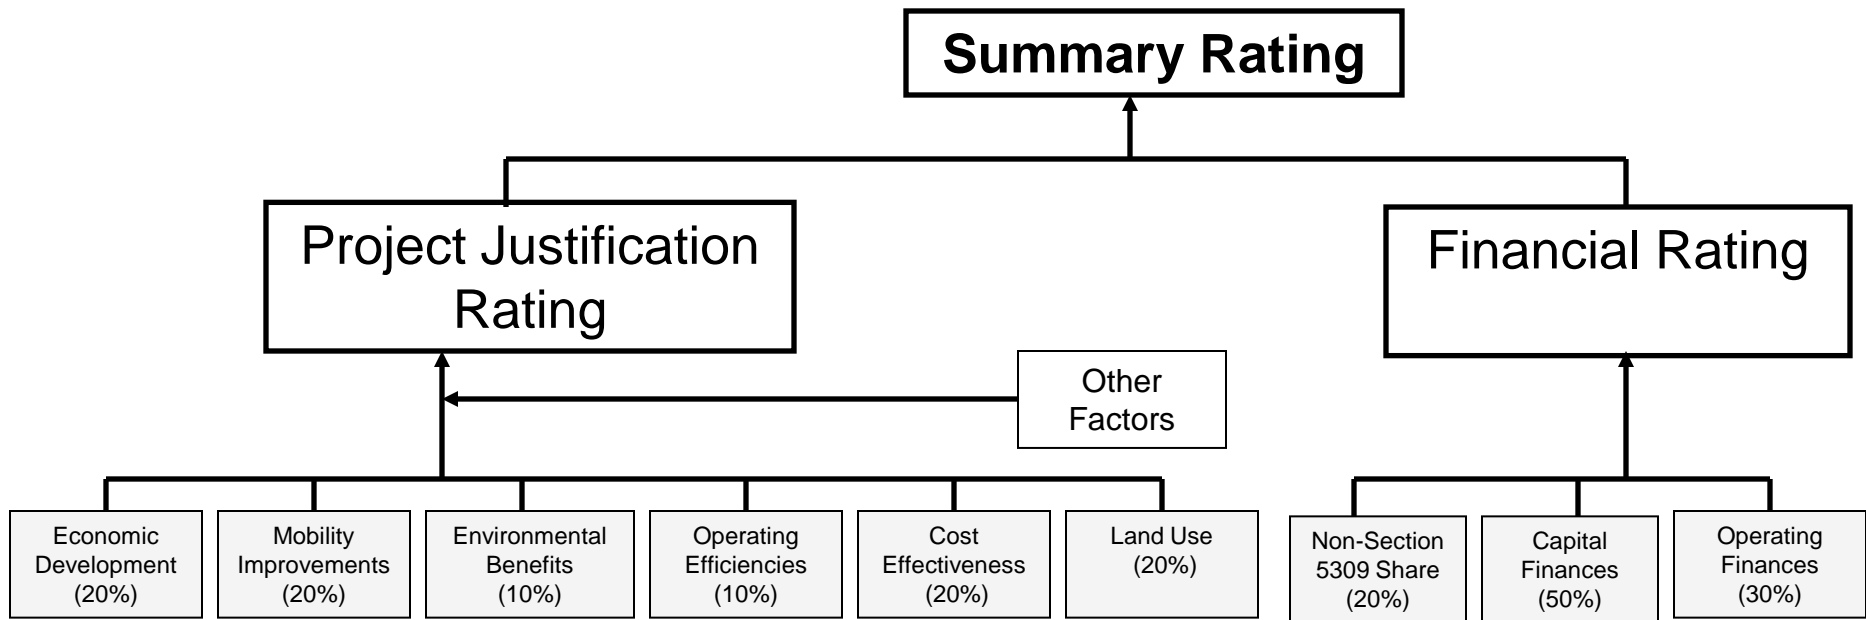 Summary Rating
Project Justification
Rating
Financial Rating
Other
Factors
Economic
Development
(20%)
Mobility
Improvements
(20%)
Environmental
Benefits
(10%)
Operating
Efficiencies
(10%)
Cost
Effectiveness
(20%)
Land Use
(20%)
Non-Section
5309 Share
(20%)
Capital
Finances
(50%)
Operating
Finances
(30%)